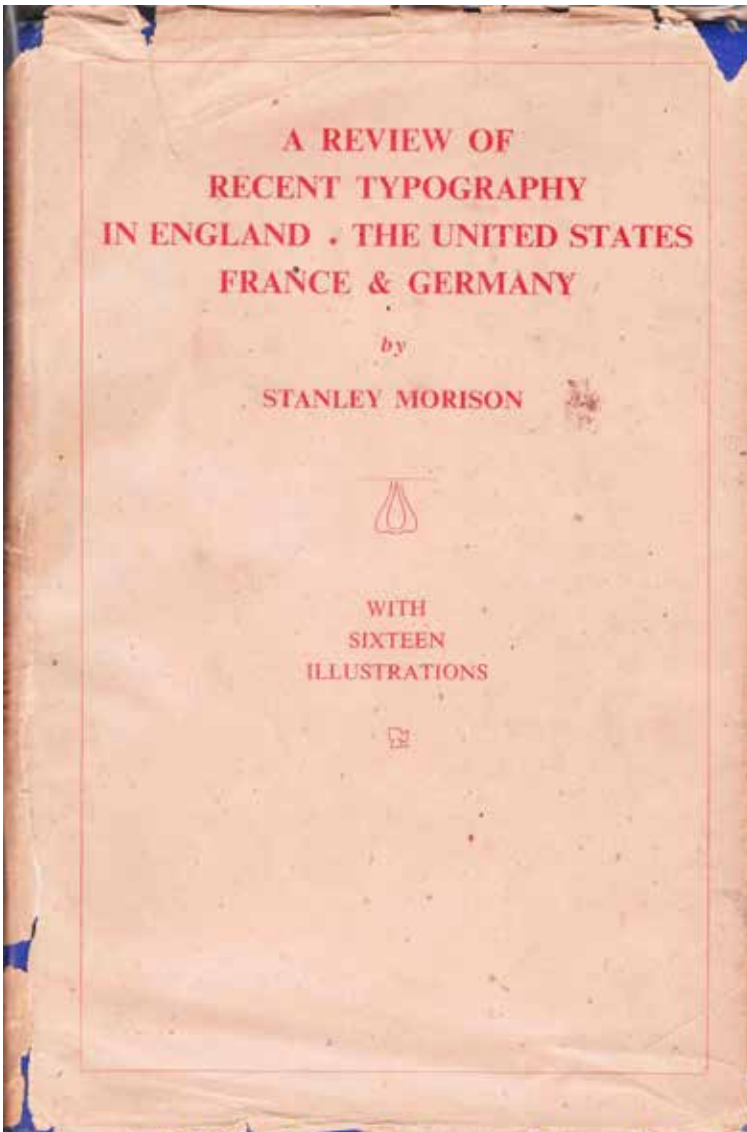 A REVIEW OF
RECENT TYPOGRAPHY
IN ENGLAND . THE UNITED STATES
FRANCE & GERMANY
by
STANLEY MORISON
WITH
SIXTEEN
ILLUSTRATIONS